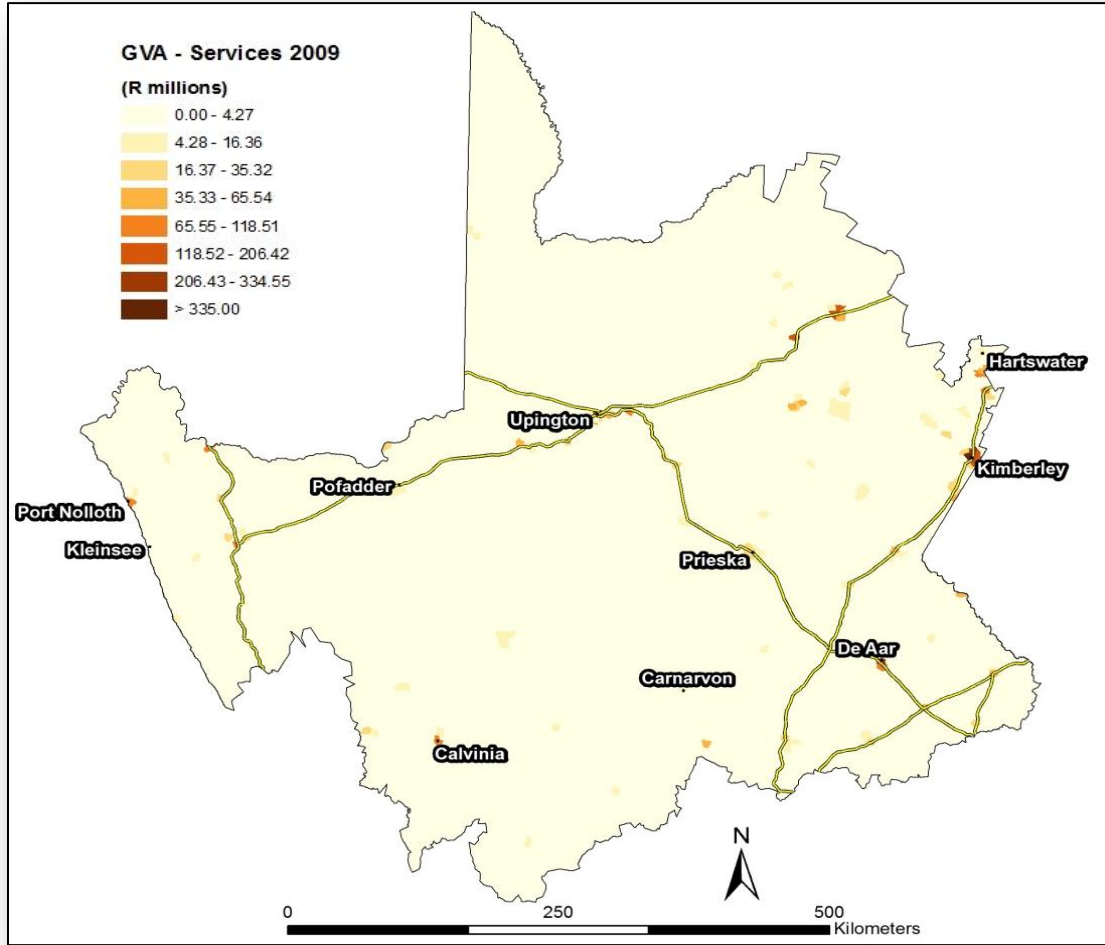 GVA - Services 2009
(R millions)
0.00 - 4.27
4.28 - 16.36
16.37 - 35.32
35.33 - 65.54
65.55 - 118.51
118.52 - 206.42
206.43 - 334.55
> 335.00
Hartswater
Upington
Kimberley
Pofadder
Port Nolloth
Kleinsee
Prieska
De Aar
Carnarvon
Calvinia
N
0 250 500
Kilometers